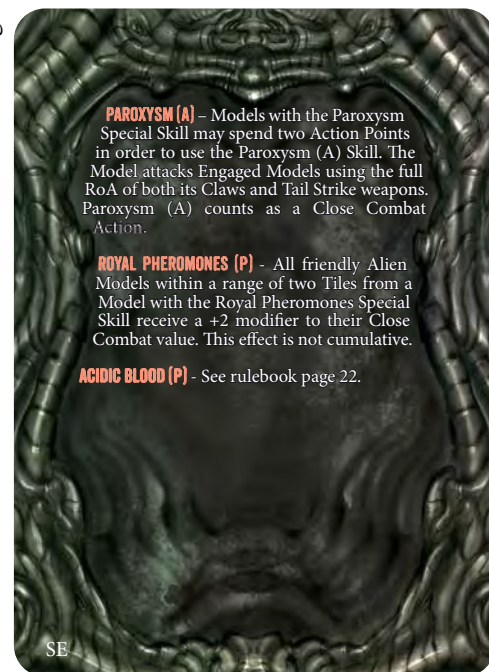 PAROXYSM (A) – Models with the Paroxysm
Special Skill may spend two Action Points
in order to use the Paroxysm (A) Skill. The
Model attacks Engaged Models using the full
RoA of both its Claws and Tail Strike weapons.
Paroxysm (A) counts as a Close Combat
Action.
ROYAL PHEROMONES (P) - All friendly Alien
Models within a range of two Tiles from a
Model with the Royal Pheromones Special
Skill receive a +2 modifier to their Close
Combat value. This effect is not cumulative.
ACIDIC BLOOD (P) - See rulebook page 22.
SE